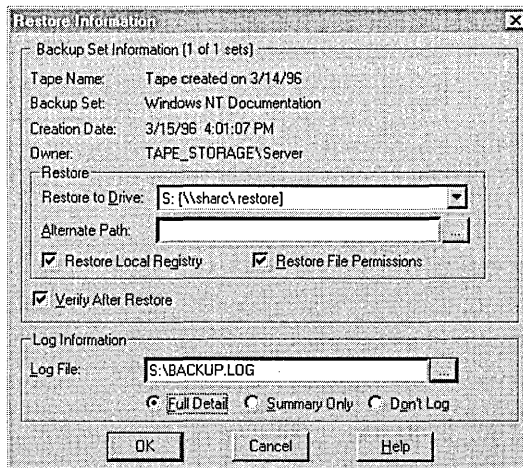 Restore Information
Backup Set Information (1 of 1 sets)
Tape Name: Tape created on 3/14/96
Backup Set: Windows NT Documentation
Creation Date: 3/15/96 4:01:07 PM
Owner: TAPE_STORAGE\Server
Restore
Restore to Drive: S: [\\sharc\restore]
Alternate Path: ...
Restore Local Registry Restore File Permissions
Verify After Restore
Log Information
Log File: S:\BACKUP.LOG ...
Full Detail Summary Only Don't Log
OK Cancel Help